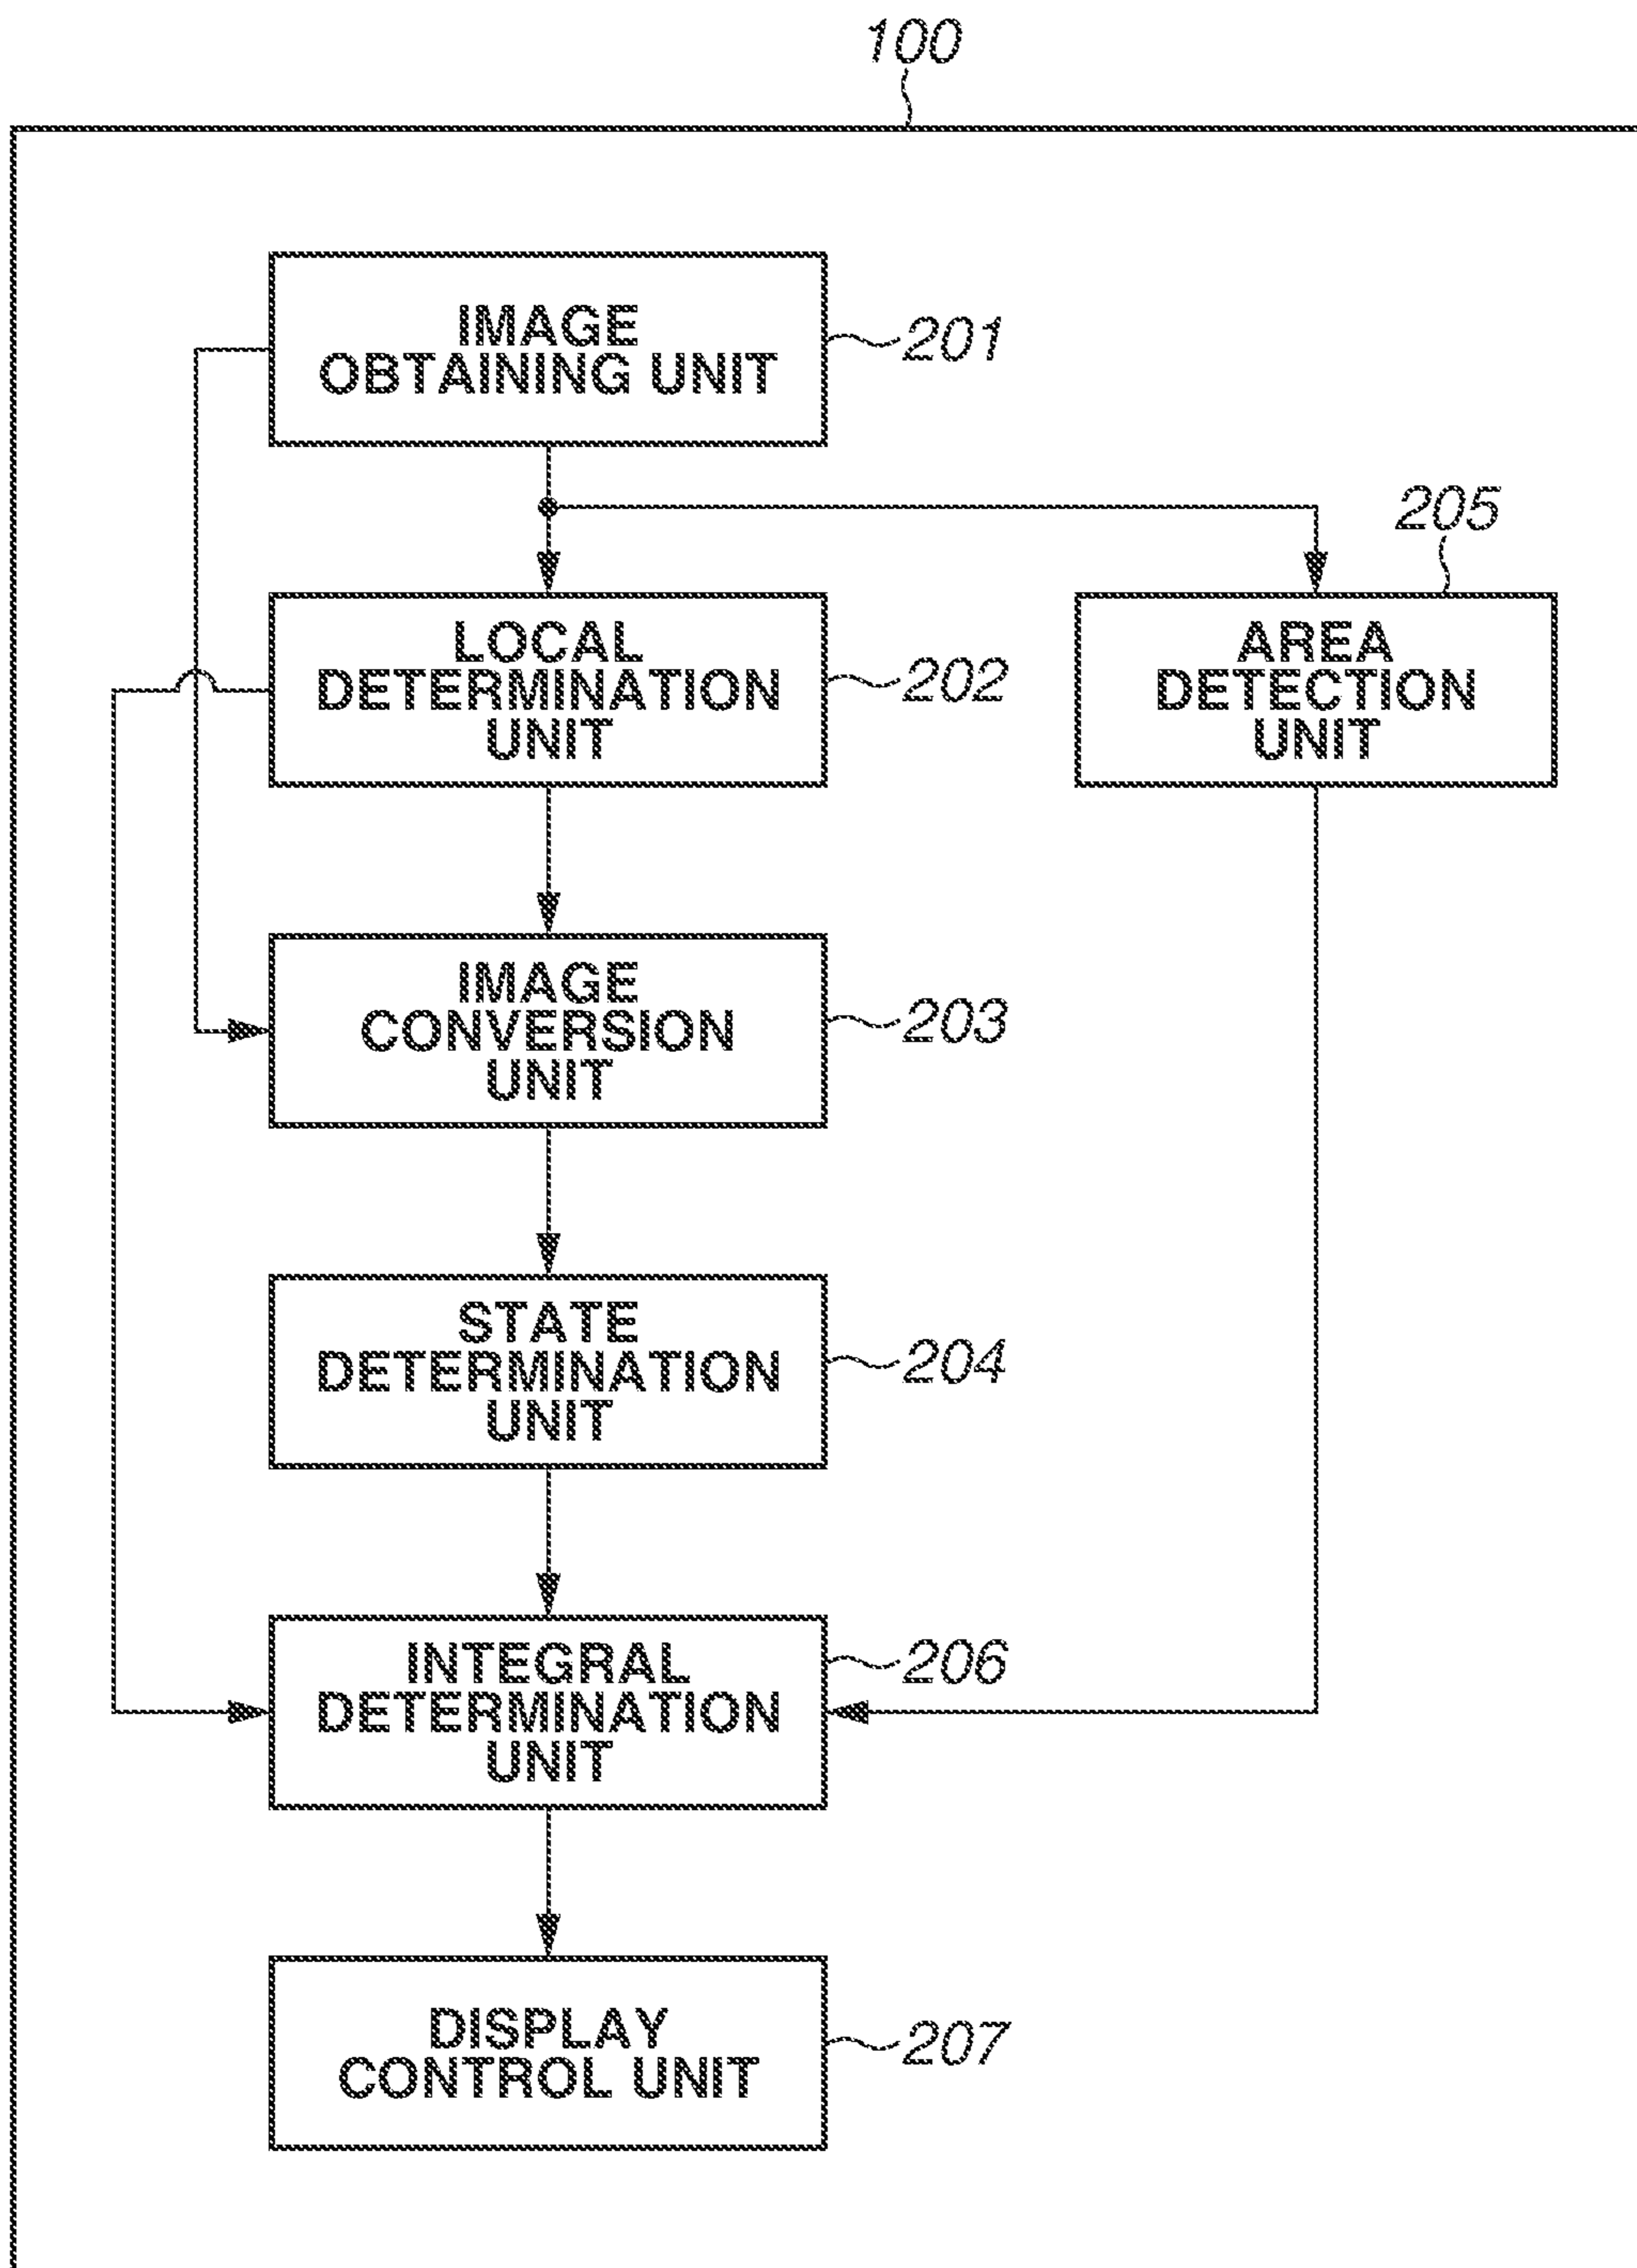 100
IMAGE
OBTAINING UNIT
201
205
LOCAL
DETERMINATION
UNIT
202
AREA
DETECTION
UNIT
IMAGE
CONVERSION
UNIT
203
STATE
DETERMINATION
UNIT
204
INTEGRAL
DETERMINATION
UNIT
206
DISPLAY
CONTROL UNIT
207